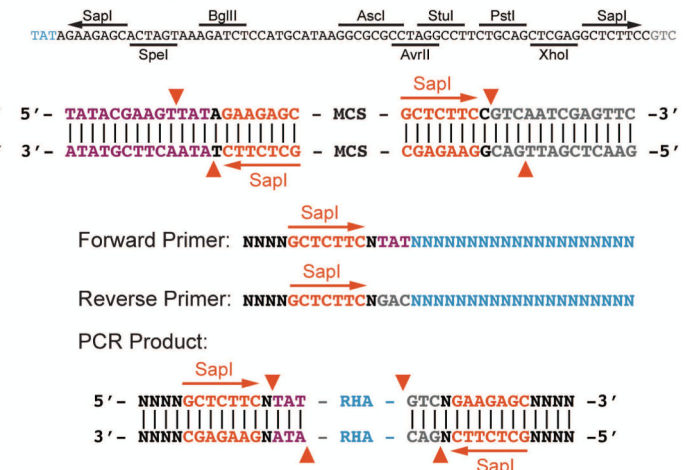 SapI BglII AscI StuI PstI SapI
TATAGAAGAGCACTAGTAAAGATCTCCATGCATAAGGCGCGCCTAGGCCTTCTGCAGCTCGAGGCTCTTCCGTC
SpeI AvrII XhoI
SapI
5′– TATACGAAGTTATAGAAGAGC – MCS – GCTCTTCCGTCAATCGAGTTC –3′
3′– ATATGCTTCAATATCTTCTCG – MCS – CGAGAAGGCAGTTAGCTCAAG –5′
SapI
SapI
Forward Primer: NNNNGCTCTTCNTATNNNNNNNNNNNNNNNNNNNN
SapI
Reverse Primer: NNNNGCTCTTCNGACNNNNNNNNNNNNNNNNNNNN
PCR Product:
SapI
5′– NNNNGCTCTTCNTAT – RHA – GTCNGAAGAGCNNNN –3′
3′– NNNNCGAGAAGNATA – RHA – CAGNCTTCTCGNNNN –5′
SapI